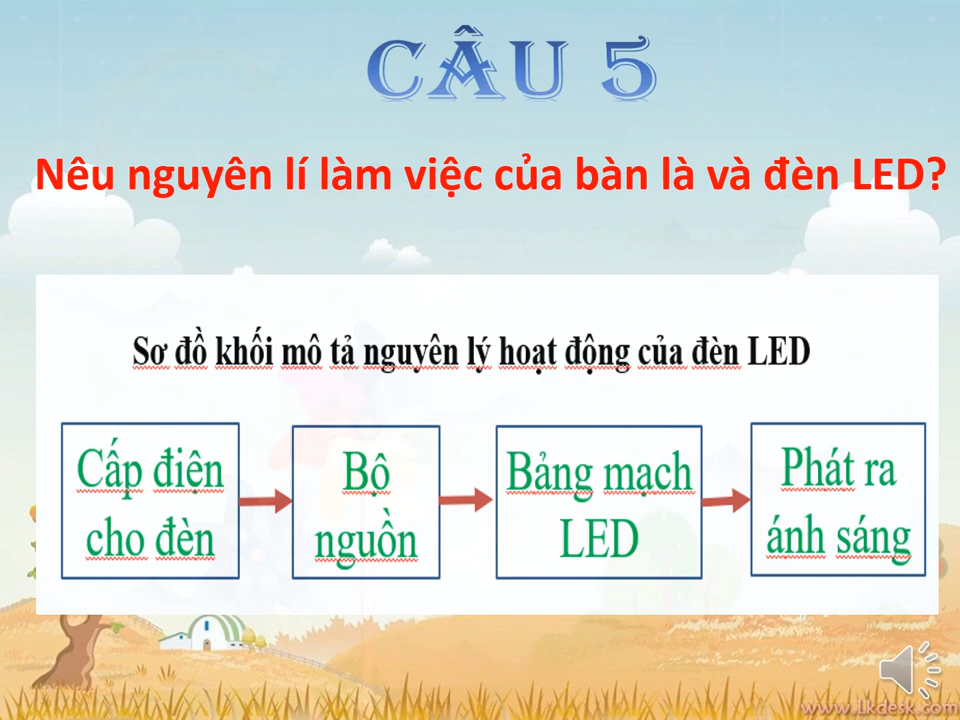 CÂU 5
Nêu nguyên lí làm việc của bàn là và đèn LED?
Sơ đồ khối mô tả nguyên lý hoạt động của đèn LED
Cấp điện
cho đèn
Bộ
nguồn
Bảng mạch
LED
Phát ra
ánh sáng
www.1kdesk.com